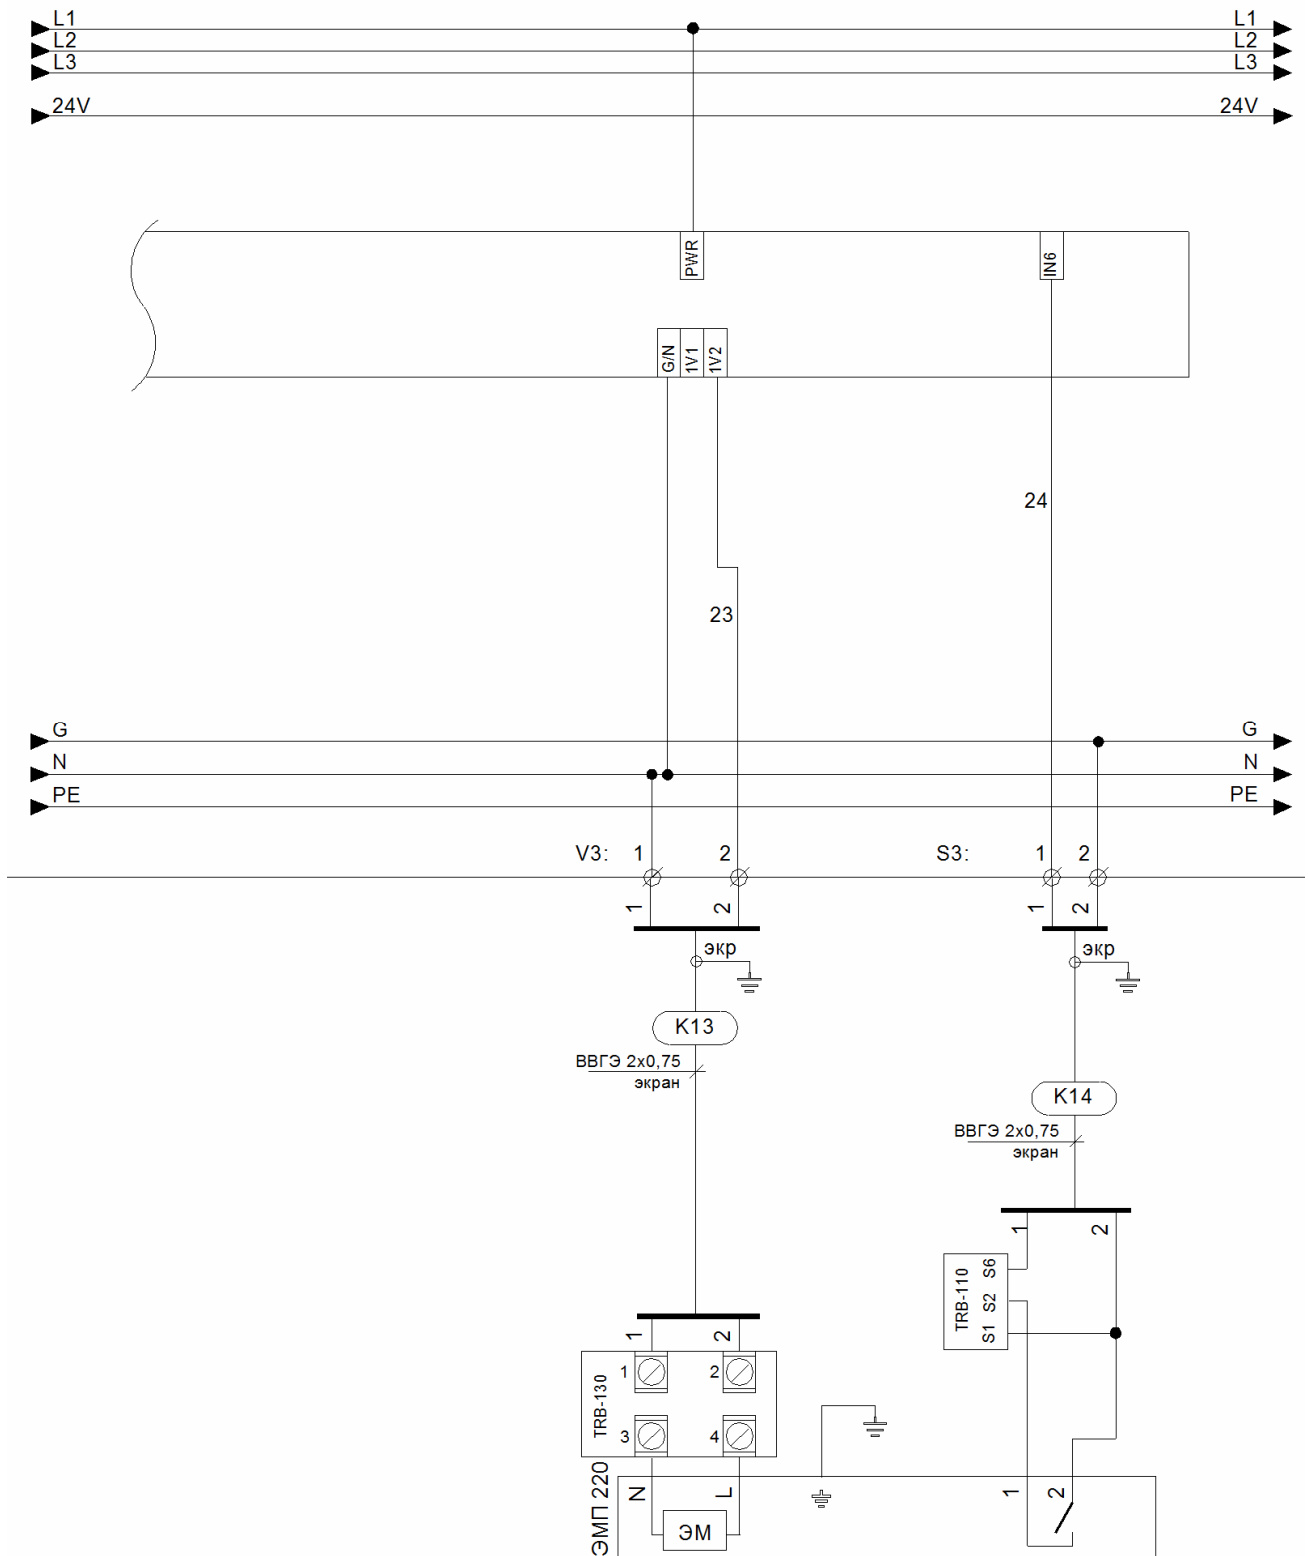 L1 L1
L2 L2
L3 L3
24V 24V
PWR IN6
G/N 1V1 1V2
24
23
G G
N N
PE PE
V3: 1 2 S3: 1 2
1 2 1 2
экр экр
K13
ВВГЭ 2x0,75
экран
K14
ВВГЭ 2x0,75
экран
1 2
TRB-110 S1 S2 S6
1 2
TRB-130 1 2
3 4
ЭМП 220 N L 1 2
ЭМ